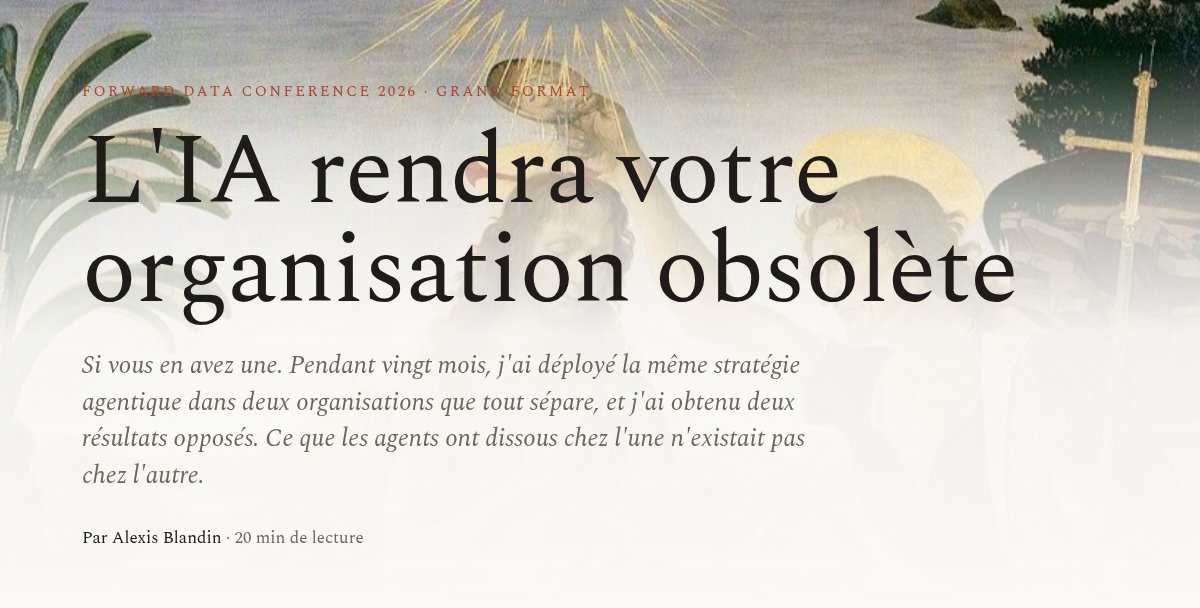 FORWARD DATA CONFERENCE 2026 · GRAND FORMAT
L'IA rendra votre
organisation obsolète
Si vous en avez une. Pendant vingt mois, j'ai déployé la même stratégie
agentique dans deux organisations que tout sépare, et j'ai obtenu deux
résultats opposés. Ce que les agents ont dissous chez l'une n'existait pas
chez l'autre.
Par Alexis Blandin · 20 min de lecture